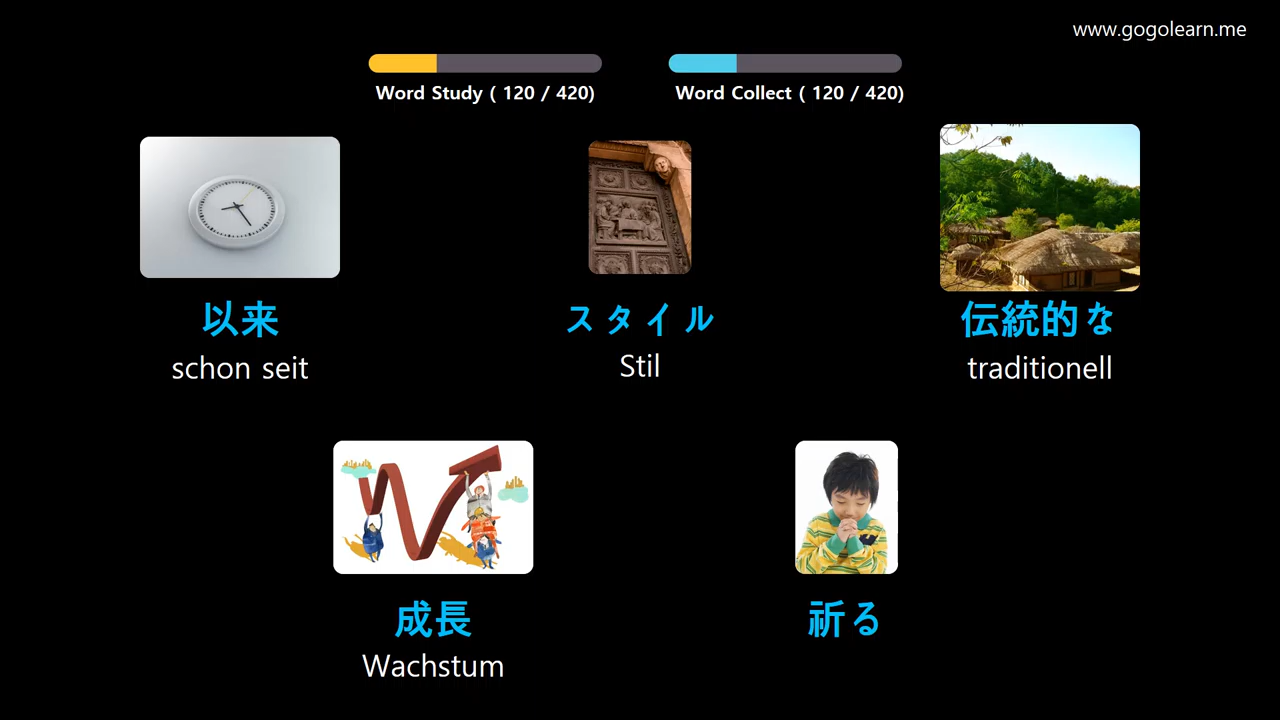 www.gogolearn.me
Word Study ( 120 / 420)
Word Collect ( 120 / 420)
以来
schon seit
スタイル
Stil
伝統的な
traditionell
成長
Wachstum
祈る